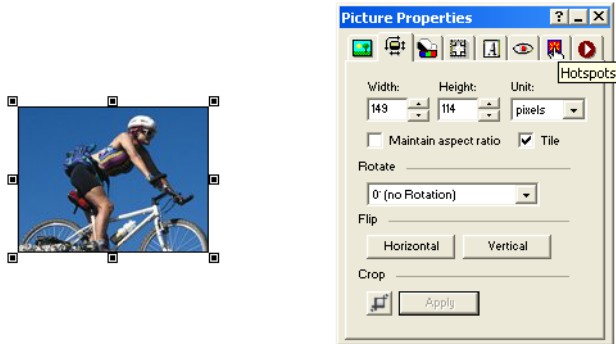 Picture Properties
A
Hotspots
Width: Height: Unit:
149 114 pixels
Maintain aspect ratio Tile
Rotate
0° (no Rotation)
Flip
Horizontal Vertical
Crop
Apply